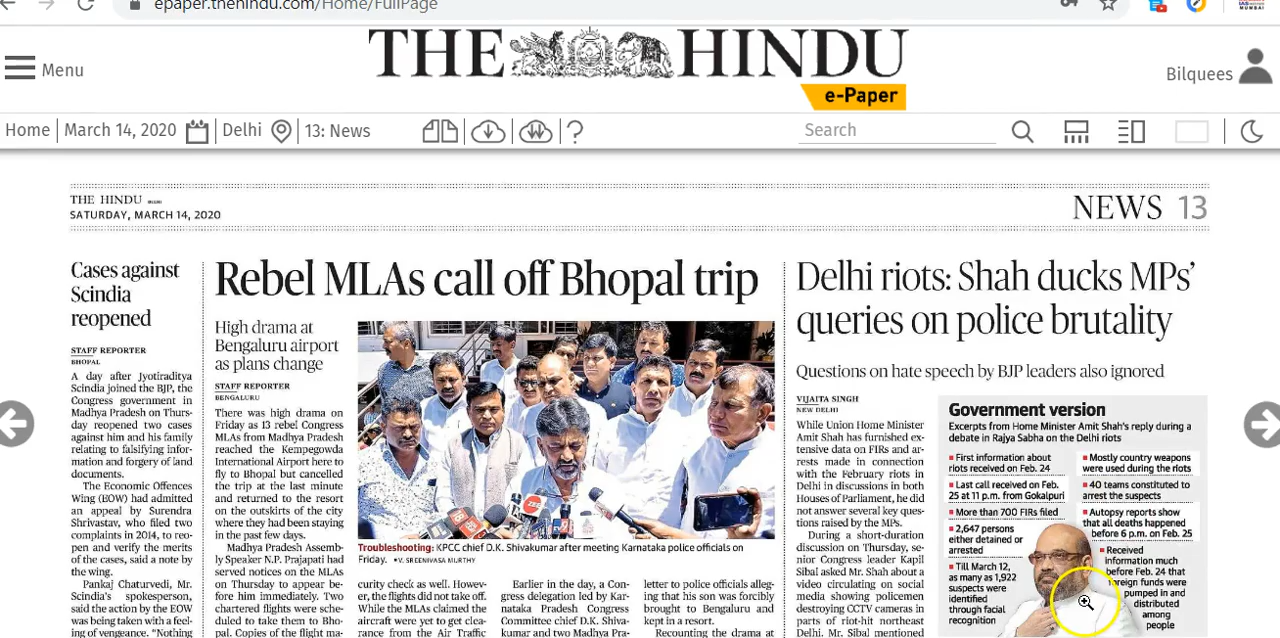 epaper.thehindu.com/Home/FullPage
THE HINDU
e-Paper
Menu
Bilquees
Home
March 14, 2020
Delhi
13: News
?
Search
THE HINDU
SATURDAY, MARCH 14, 2020
NEWS 13
Cases against
Scindia
reopened
STAFF REPORTER
BHOPAL
A day after Jyotiraditya
Scindia joined the BJP, the
Congress government in
Madhya Pradesh on Thurs-
day reopened two cases
against him and his family
relating to falsifying infor-
mation and forgery of land
documents.
The Economic Offences
Wing (EOW) had admitted
an appeal by Surendra
Shrivastav, who filed two
complaints in 2014, to re-
open and verify the merits
of the cases, said a note by
the wing.
Pankaj Chaturvedi, Mr.
Scindia's spokesperson,
said the action by the EOW
was being taken with a feel-
ing of vengeance. "Nothing
Rebel MLAs call off Bhopal trip
High drama at
Bengaluru airport
as plans change
STAFF REPORTER
BENGALURU
There was high drama on
Friday as 13 rebel Congress
MLAs from Madhya Pradesh
reached the Kempegowda
International Airport here to
fly to Bhopal but cancelled
the trip at the last minute
and returned to the resort
on the outskirts of the city
where they had been staying
in the past few days.
Madhya Pradesh Assemb-
ly Speaker N.P. Prajapati had
served notices on the MLAs
on Thursday to appear be-
fore him immediately. Two
chartered flights were sche-
duled to take them to Bho-
pal. Copies of the flight ma-
Troubleshooting: KPCC chief D.K. Shivakumar after meeting Karnataka police officials on
Friday. V. SREENIVASA MURTHY
curity check as well. Howev-
er, the flights did not take off.
While the MLAs claimed the
aircraft were yet to get clea-
rance from the Air Traffic
Earlier in the day, a Con-
gress delegation led by Kar-
nataka Pradesh Congress
Committee chief D.K. Shiva-
kumar and two Madhya Pra-
letter to police officials alleg-
ing that his son was forcibly
brought to Bengaluru and
kept in a resort.
Recounting the drama at
Delhi riots: Shah ducks MPs'
queries on police brutality
Questions on hate speech by BJP leaders also ignored
VIJAITA SINGH
NEW DELHI
While Union Home Minister
Amit Shah has furnished ex-
tensive data on FIRs and ar-
rests made in connection
with the February riots in
Delhi in discussions in both
Houses of Parliament, he did
not answer several key ques-
tions raised by the MPs.
During a short-duration
discussion on Thursday, se-
nior Congress leader Kapil
Sibal asked Mr. Shah about a
video circulating on social
media showing policemen
destroying CCTV cameras in
parts of riot-hit northeast
Delhi. Mr. Sibal mentioned
Government version
Excerpts from Home Minister Amit Shah's reply during a
debate in Rajya Sabha on the Delhi riots
First information about
riots received on Feb. 24
Last call received on Feb.
25 at 11 p.m. from Gokalpuri
More than 700 FIRs filed
2,647 persons
either detained or
arrested
Till March 12,
as many as 1,922
suspects were
identified
through facial
recognition
Mostly country weapons
were used during the riots
40 teams constituted to
arrest the suspects
Autopsy reports show
that all deaths happened
before 6 p.m. on Feb. 25
Received
information much
before Feb. 24 that
foreign funds were
pumped in and
distributed
among
people